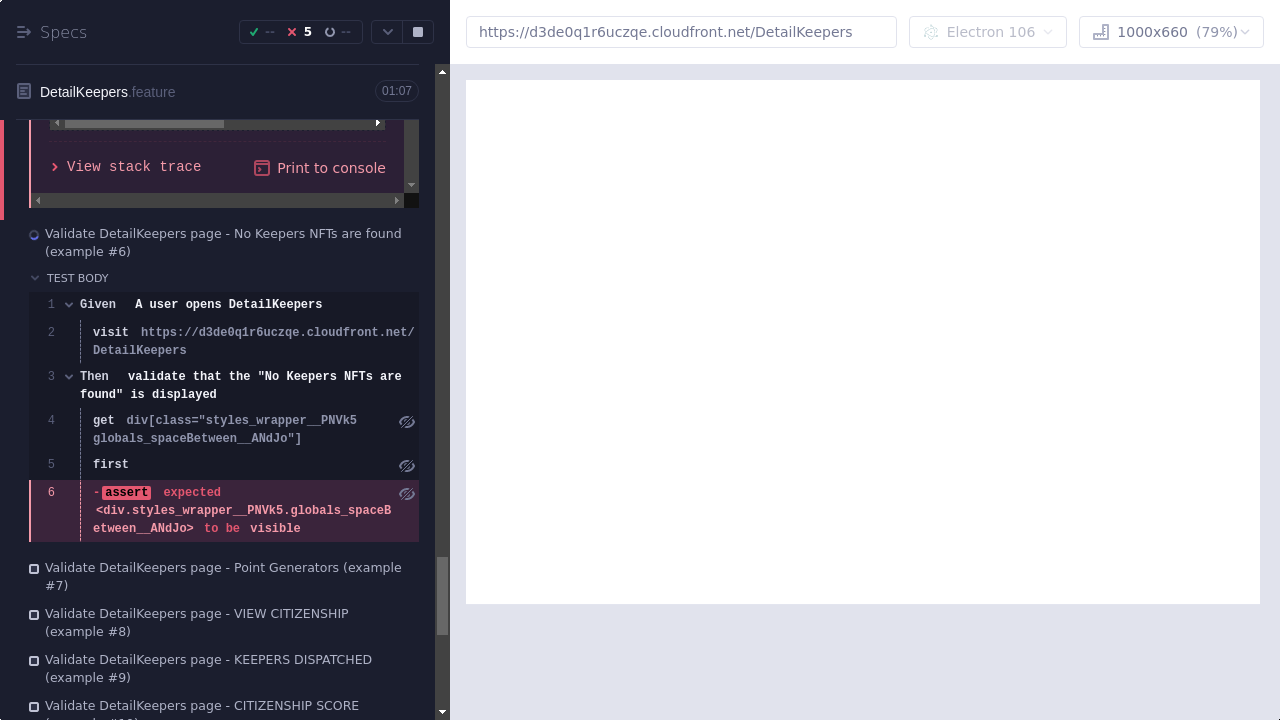 Specs
-- 5 --
https://d3de0q1r6uczqe.cloudfront.net/DetailKeepers
Electron 106
1000x660 (79%)
DetailKeepers.feature
01:07
View stack trace
Print to console
Validate DetailKeepers page - No Keepers NFTs are found
(example #6)
TEST BODY
1 Given A user opens DetailKeepers
2 visit https://d3de0q1r6uczqe.cloudfront.net/
DetailKeepers
3 Then validate that the "No Keepers NFTs are
found" is displayed
4 get div[class="styles_wrapper__PNVk5
globals_spaceBetween__ANdJo"]
5 first
6 -assert expected
<div.styles_wrapper__PNVk5.globals_spaceB
etween__ANdJo> to be visible
Validate DetailKeepers page - Point Generators (example
#7)
Validate DetailKeepers page - VIEW CITIZENSHIP
(example #8)
Validate DetailKeepers page - KEEPERS DISPATCHED
(example #9)
Validate DetailKeepers page - CITIZENSHIP SCORE